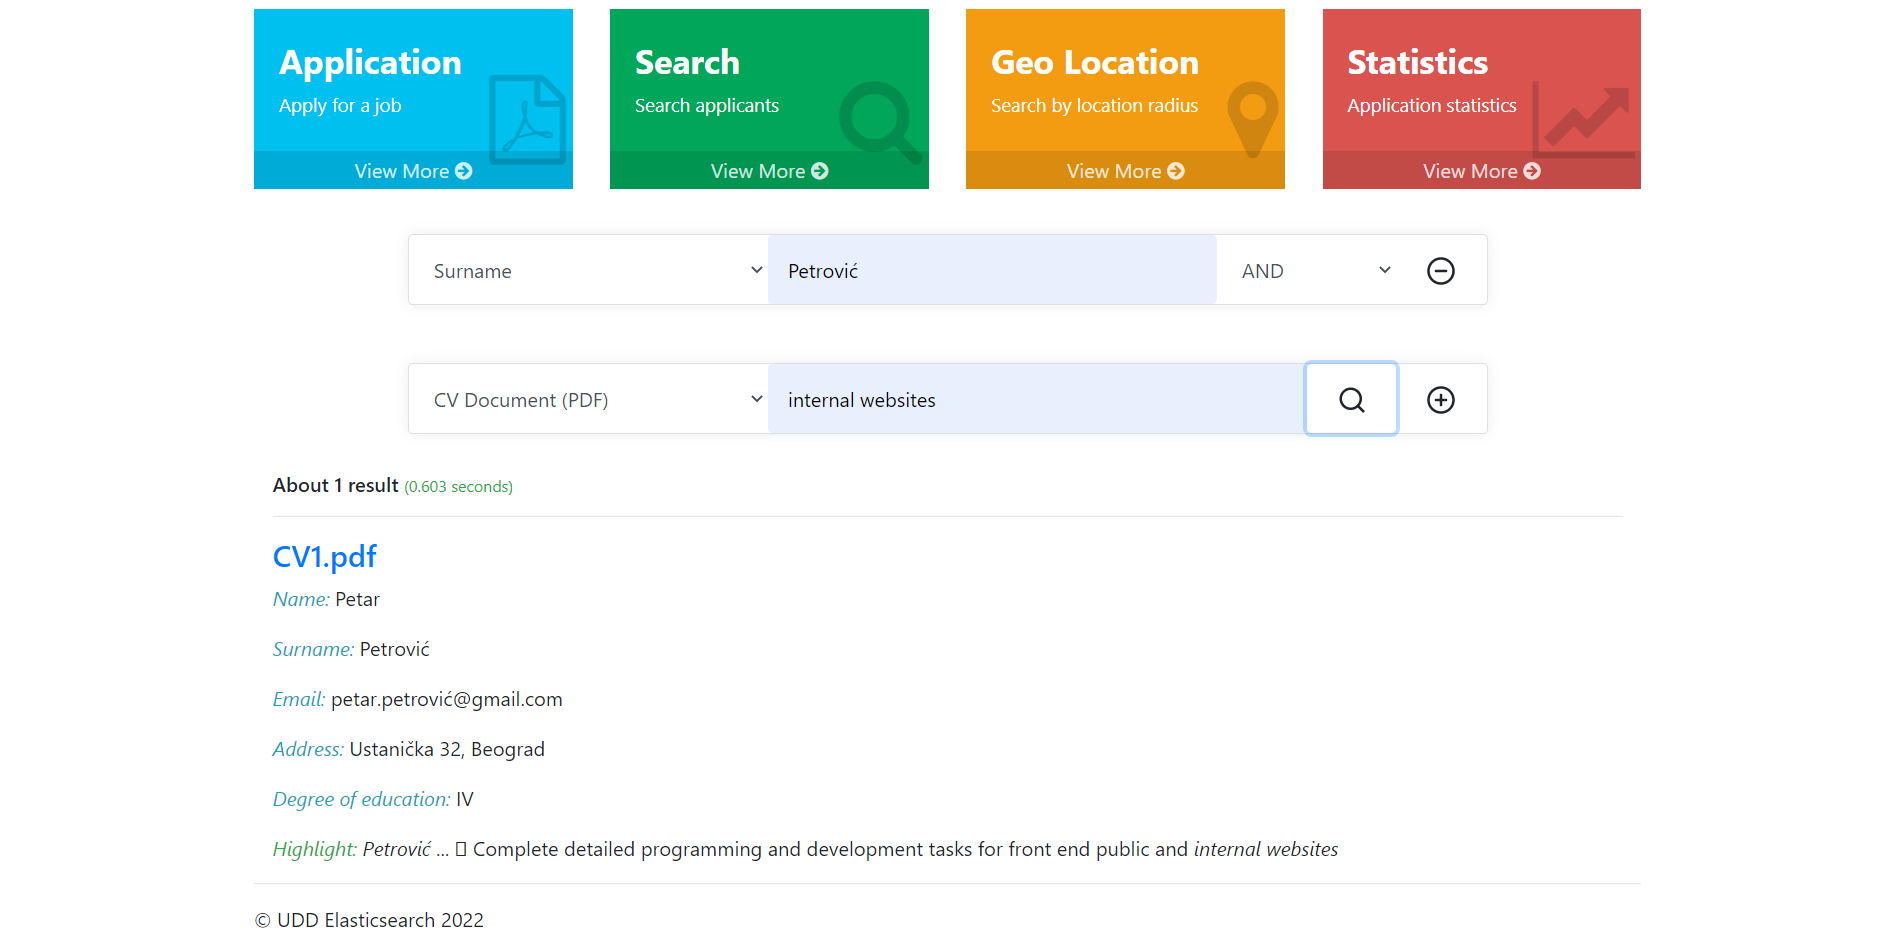 Application
Apply for a job
View More
Search
Search applicants
View More
Geo Location
Search by location radius
View More
Statistics
Application statistics
View More
Surname Petrović AND
CV Document (PDF) internal websites
About 1 result (0.603 seconds)
CV1.pdf
Name: Petar
Surname: Petrović
Email: petar.petrović@gmail.com
Address: Ustanička 32, Beograd
Degree of education: IV
Highlight: Petrović ... ▯ Complete detailed programming and development tasks for front end public and internal websites
© UDD Elasticsearch 2022